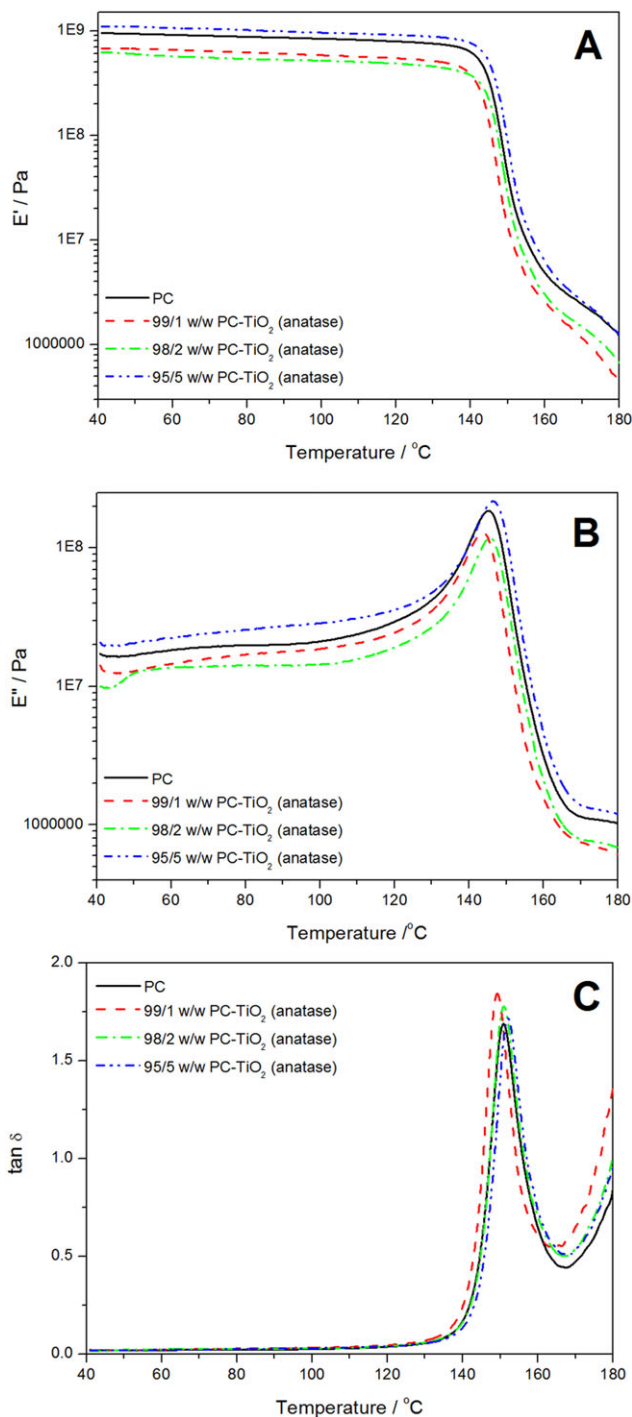 A
1E9
1E8
1E7
1000000
E' / Pa
PC
99/1 w/w PC-TiO₂ (anatase)
98/2 w/w PC-TiO₂ (anatase)
95/5 w/w PC-TiO₂ (anatase)
40 60 80 100 120 140 160 180
Temperature / °C
B
1E8
1E7
1000000
E" / Pa
PC
99/1 w/w PC-TiO₂ (anatase)
98/2 w/w PC-TiO₂ (anatase)
95/5 w/w PC-TiO₂ (anatase)
40 60 80 100 120 140 160 180
Temperature /°C
C
2.0
1.5
1.0
0.5
0.0
tan δ
PC
99/1 w/w PC-TiO₂ (anatase)
98/2 w/w PC-TiO₂ (anatase)
95/5 w/w PC-TiO₂ (anatase)
40 60 80 100 120 140 160 180
Temperature / °C